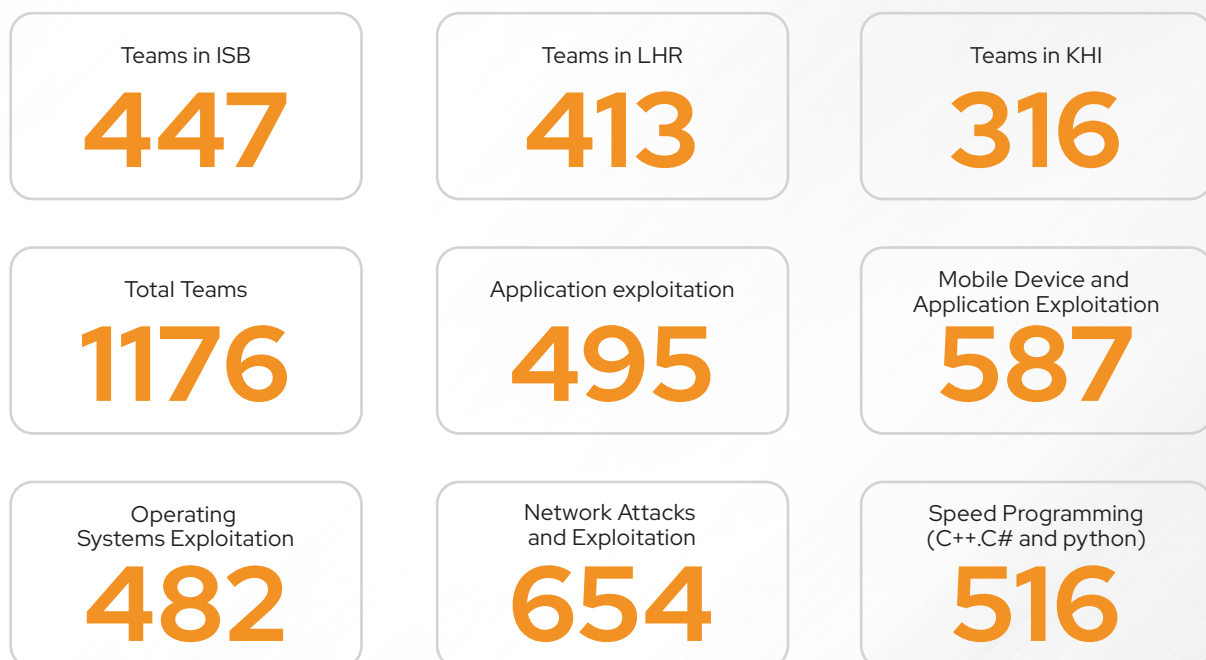 Teams in ISB
447
Teams in LHR
413
Teams in KHI
316
Total Teams
1176
Application exploitation
495
Mobile Device and
Application Exploitation
587
Operating
Systems Exploitation
482
Network Attacks
and Exploitation
654
Speed Programming
(C++.C# and python)
516